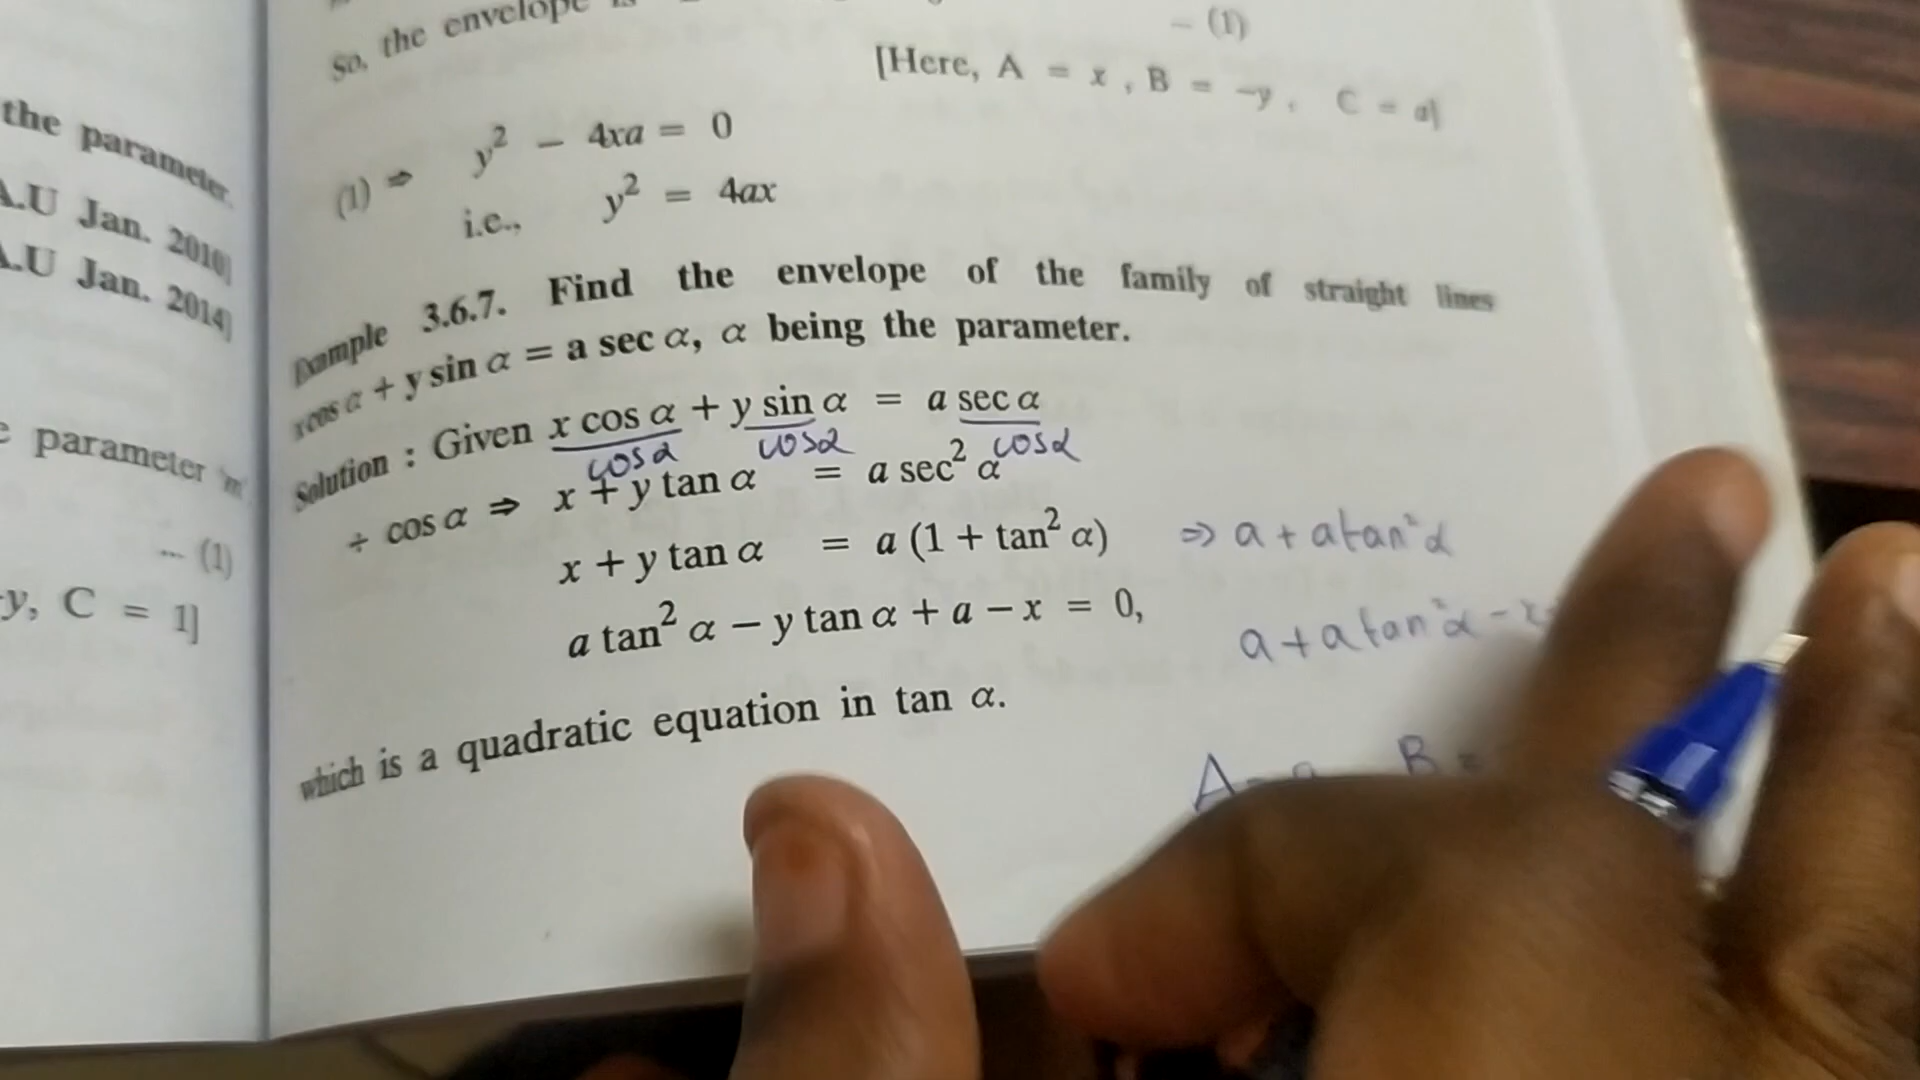 the parameter.
A.U Jan. 2010]
A.U Jan. 2014]
parameter 'm'
... (1)
-y, C = 1]
So, the envelope is
– (1)
[Here, A = x , B = -y , C = a]
(1) ⇒ y² – 4xa = 0
i.e., y² = 4ax
Example 3.6.7. Find the envelope of the family of straight lines
x cos α + y sin α = a sec α, α being the parameter.
Solution : Given x cos α + y sin α = a sec α
cosα cosα cosα
÷ cos α ⇒ x + y tan α = a sec² α
x + y tan α = a (1 + tan² α) ⇒ a + a tan²α
a tan² α – y tan α + a – x = 0,
a + a tan²α – x
which is a quadratic equation in tan α.
A = a B =